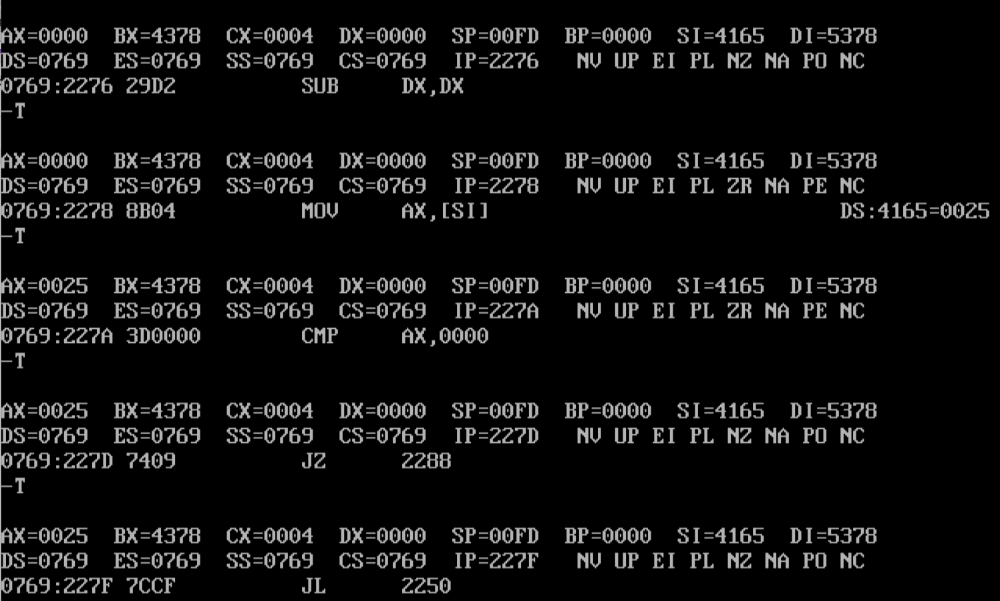 AX=0000 BX=4378 CX=0004 DX=0000 SP=00FD BP=0000 SI=4165 DI=5378
DS=0769 ES=0769 SS=0769 CS=0769 IP=2276 NV UP EI PL NZ NA PO NC
0769:2276 29D2 SUB DX,DX
-T
AX=0000 BX=4378 CX=0004 DX=0000 SP=00FD BP=0000 SI=4165 DI=5378
DS=0769 ES=0769 SS=0769 CS=0769 IP=2278 NV UP EI PL ZR NA PE NC
0769:2278 8B04 MOV AX,[SI] DS:4165=0025
-T
AX=0025 BX=4378 CX=0004 DX=0000 SP=00FD BP=0000 SI=4165 DI=5378
DS=0769 ES=0769 SS=0769 CS=0769 IP=227A NV UP EI PL ZR NA PE NC
0769:227A 3D0000 CMP AX,0000
-T
AX=0025 BX=4378 CX=0004 DX=0000 SP=00FD BP=0000 SI=4165 DI=5378
DS=0769 ES=0769 SS=0769 CS=0769 IP=227D NV UP EI PL NZ NA PO NC
0769:227D 7409 JZ 2288
-T
AX=0025 BX=4378 CX=0004 DX=0000 SP=00FD BP=0000 SI=4165 DI=5378
DS=0769 ES=0769 SS=0769 CS=0769 IP=227F NV UP EI PL NZ NA PO NC
0769:227F 7CCF JL 2250